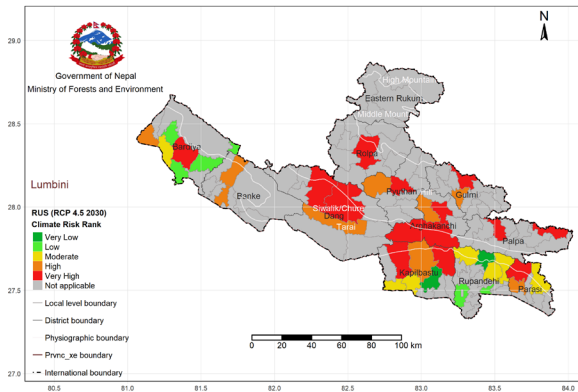 Government of Nepal
Ministry of Forests and Environment
N
High Mountain
Eastern Rukum
Middle Mount
Rolpa
Bardiya
Lumbini
Banke
Pyuthan
Gulmi
Siwalik/Chure
Dang
Tarai
Arghakanchi
Palpa
Kapilbastu
Rupandehi
Parasi
RUS (RCP 4.5 2030)
Climate Risk Rank
Very Low
Low
Moderate
High
Very High
Not applicable
Local level boundary
District boundary
Physiographic boundary
Prvnc_xe boundary
International boundary
0 20 40 60 80 100
km
29.0
28.5
28.0
27.5
27.0
80.5 81.0 81.5 82.0 82.5 83.0 83.5 84.0